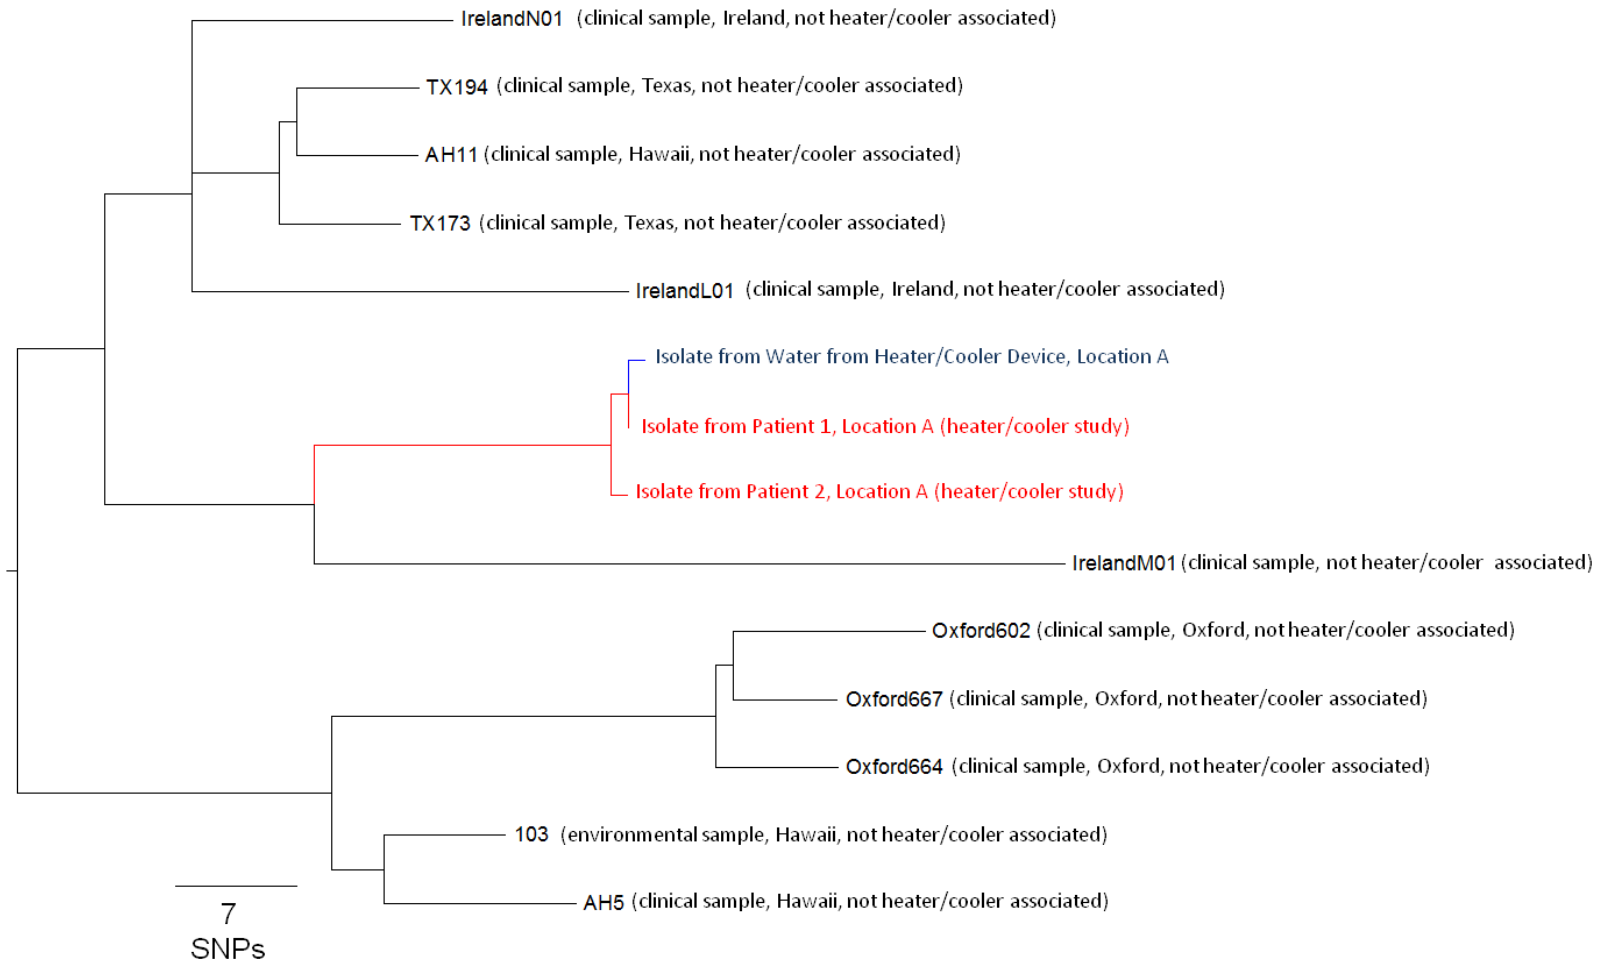 IrelandN01 (clinical sample, Ireland, not heater/cooler associated)
TX194 (clinical sample, Texas, not heater/cooler associated)
AH11 (clinical sample, Hawaii, not heater/cooler associated)
TX173 (clinical sample, Texas, not heater/cooler associated)
IrelandL01 (clinical sample, Ireland, not heater/cooler associated)
Isolate from Water from Heater/Cooler Device, Location A
Isolate from Patient 1, Location A (heater/cooler study)
Isolate from Patient 2, Location A (heater/cooler study)
IrelandM01 (clinical sample, not heater/cooler associated)
Oxford602 (clinical sample, Oxford, not heater/cooler associated)
Oxford667 (clinical sample, Oxford, not heater/cooler associated)
Oxford664 (clinical sample, Oxford, not heater/cooler associated)
103 (environmental sample, Hawaii, not heater/cooler associated)
AH5 (clinical sample, Hawaii, not heater/cooler associated)
7
SNPs